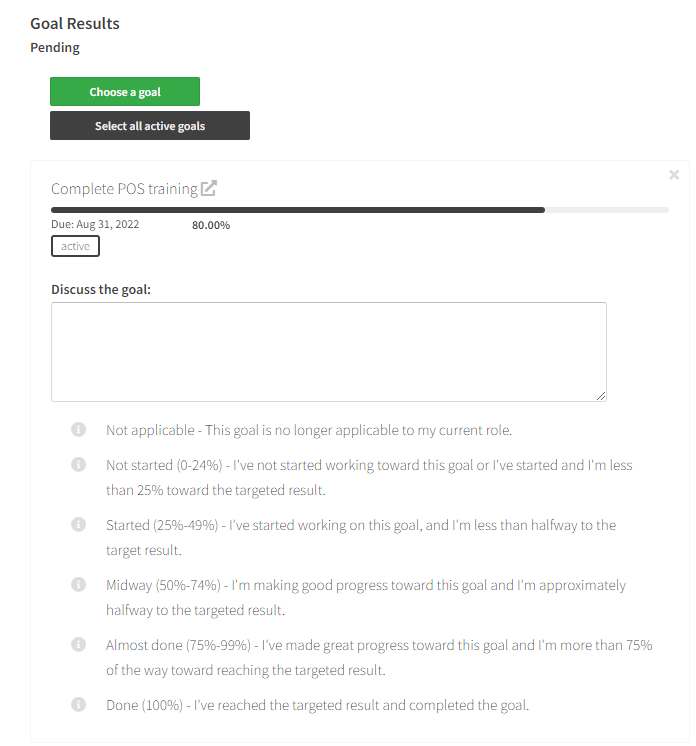 Goal Results
Pending
Choose a goal
Select all active goals
Complete POS training
Due: Aug 31, 2022 80.00%
active
Discuss the goal:
Not applicable - This goal is no longer applicable to my current role.
Not started (0-24%) - I've not started working toward this goal or I've started and I'm less
than 25% toward the targeted result.
Started (25%-49%) - I've started working on this goal, and I'm less than halfway to the
target result.
Midway (50%-74%) - I'm making good progress toward this goal and I'm approximately
halfway to the targeted result.
Almost done (75%-99%) - I've made great progress toward this goal and I'm more than 75%
of the way toward reaching the targeted result.
Done (100%) - I've reached the targeted result and completed the goal.